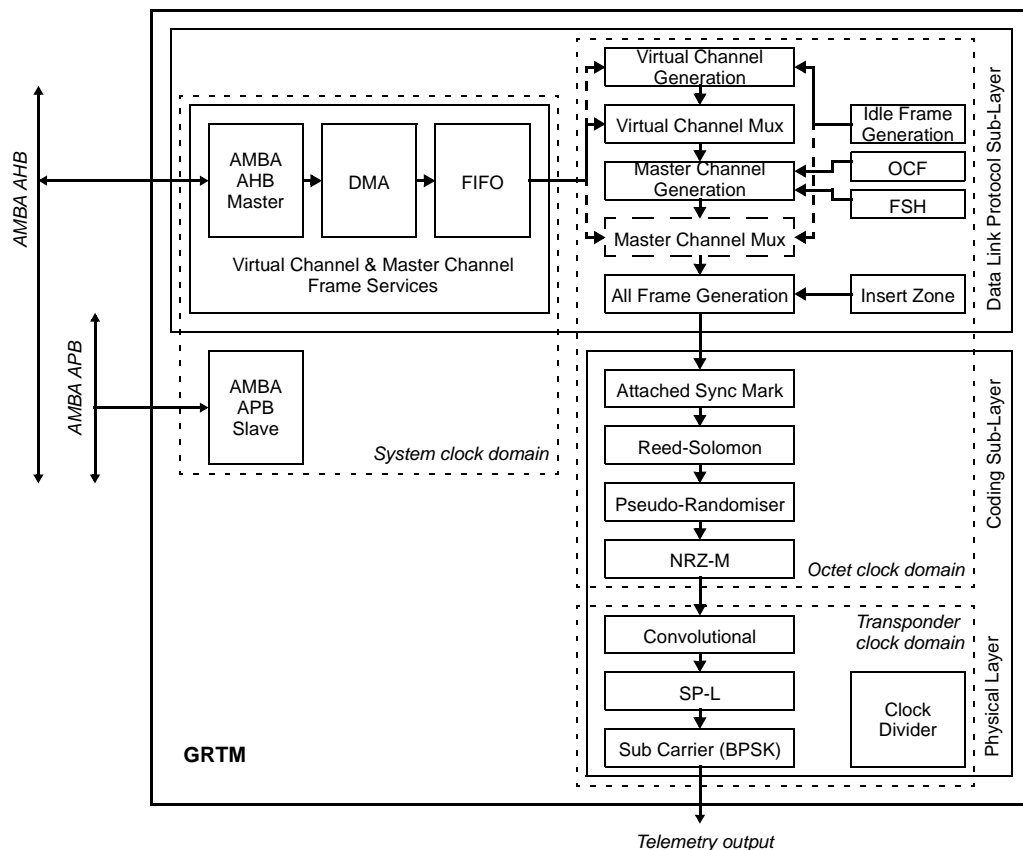 Virtual Channel
Generation
Virtual Channel Mux
Idle Frame
Generation
AMBA AHB
AMBA
AHB
Master
DMA
FIFO
Master Channel
Generation
OCF
FSH
Data Link Protocol Sub-Layer
Master Channel Mux
Virtual Channel & Master Channel
Frame Services
All Frame Generation
Insert Zone
AMBA APB
AMBA
APB
Slave
System clock domain
Attached Sync Mark
Reed-Solomon
Pseudo-Randomiser
NRZ-M
Coding Sub-Layer
Octet clock domain
Convolutional
Transponder
clock domain
SP-L
Clock
Divider
Sub Carrier (BPSK)
Physical Layer
GRTM
Telemetry output